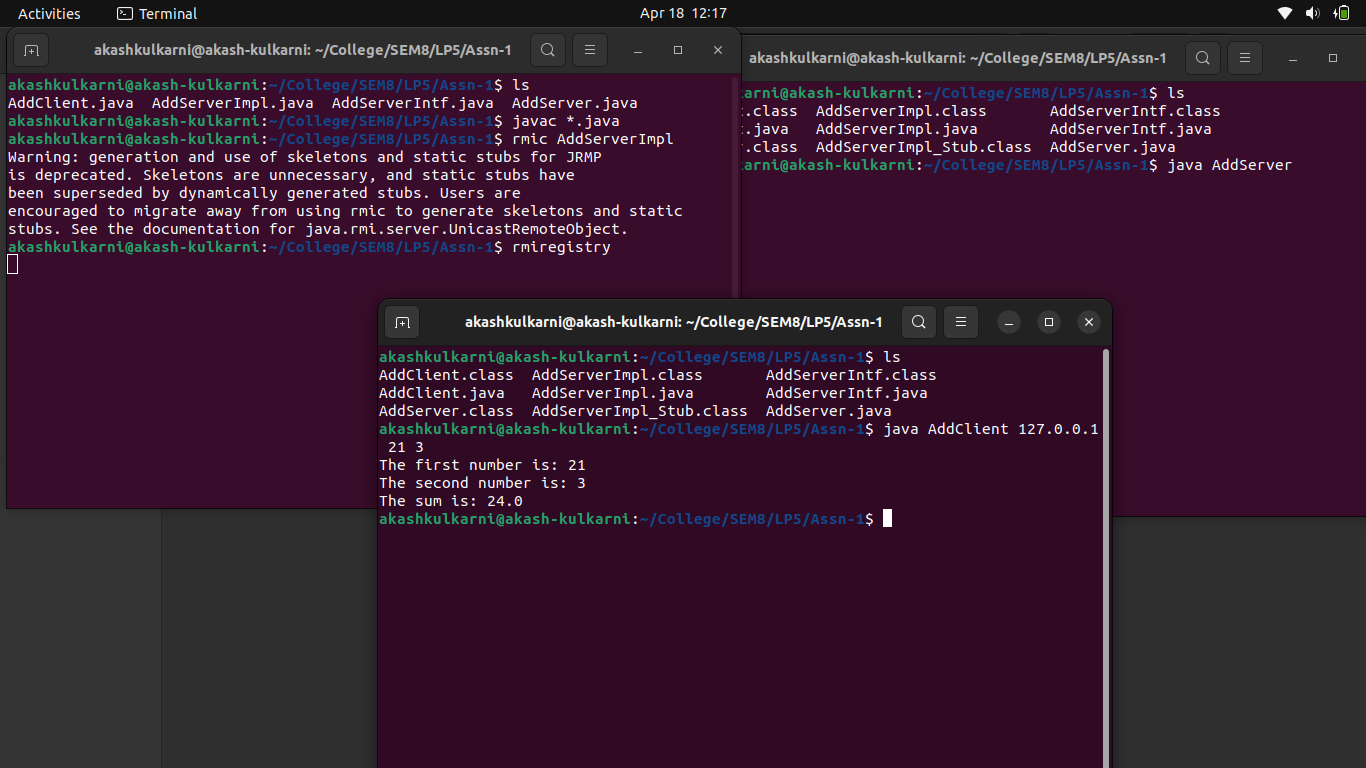 Activities Terminal Apr 18 12:17
akashkulkarni@akash-kulkarni: ~/College/SEM8/LP5/Assn-1
akashkulkarni@akash-kulkarni:~/College/SEM8/LP5/Assn-1$ ls
AddClient.java AddServerImpl.java AddServerIntf.java AddServer.java
akashkulkarni@akash-kulkarni:~/College/SEM8/LP5/Assn-1$ javac *.java
akashkulkarni@akash-kulkarni:~/College/SEM8/LP5/Assn-1$ rmic AddServerImpl
Warning: generation and use of skeletons and static stubs for JRMP
is deprecated. Skeletons are unnecessary, and static stubs have
been superseded by dynamically generated stubs. Users are
encouraged to migrate away from using rmic to generate skeletons and static
stubs. See the documentation for java.rmi.server.UnicastRemoteObject.
akashkulkarni@akash-kulkarni:~/College/SEM8/LP5/Assn-1$ rmiregistry
akashkulkarni@akash-kulkarni: ~/College/SEM8/LP5/Assn-1
arni@akash-kulkarni:~/College/SEM8/LP5/Assn-1$ ls
.class AddServerImpl.class AddServerIntf.class
.java AddServerImpl.java AddServerIntf.java
.class AddServerImpl_Stub.class AddServer.java
arni@akash-kulkarni:~/College/SEM8/LP5/Assn-1$ java AddServer
akashkulkarni@akash-kulkarni: ~/College/SEM8/LP5/Assn-1
akashkulkarni@akash-kulkarni:~/College/SEM8/LP5/Assn-1$ ls
AddClient.class AddServerImpl.class AddServerIntf.class
AddClient.java AddServerImpl.java AddServerIntf.java
AddServer.class AddServerImpl_Stub.class AddServer.java
akashkulkarni@akash-kulkarni:~/College/SEM8/LP5/Assn-1$ java AddClient 127.0.0.1
21 3
The first number is: 21
The second number is: 3
The sum is: 24.0
akashkulkarni@akash-kulkarni:~/College/SEM8/LP5/Assn-1$